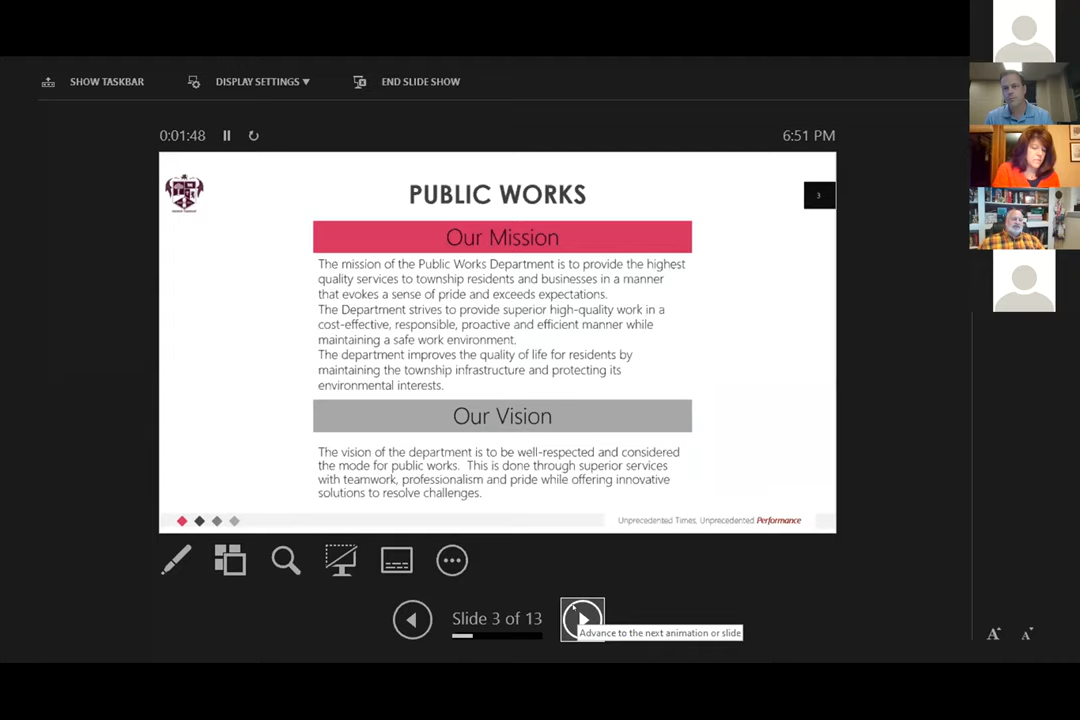 SHOW TASKBAR DISPLAY SETTINGS ▾ END SLIDE SHOW
0:01:48 6:51 PM
PUBLIC WORKS
3
Our Mission
The mission of the Public Works Department is to provide the highest
quality services to township residents and businesses in a manner
that evokes a sense of pride and exceeds expectations.
The Department strives to provide superior high-quality work in a
cost-effective, responsible, proactive and efficient manner while
maintaining a safe work environment.
The department improves the quality of life for residents by
maintaining the township infrastructure and protecting its
environmental interests.
Our Vision
The vision of the department is to be well-respected and considered
the mode for public works. This is done through superior services
with teamwork, professionalism and pride while offering innovative
solutions to resolve challenges.
Unprecedented Times, Unprecedented Performance
Slide 3 of 13
Advance to the next animation or slide
A A